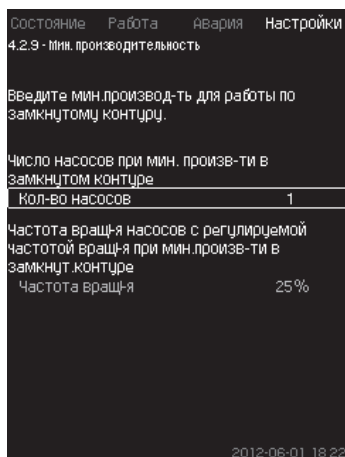 Состояние Работа Авария Настройки
4.2.9 - Мин. производительность
Введите мин.производ-ть для работы по
замкнутому контуру.
Число насосов при мин. произв-ти в
замкнутом контуре
Кол-во насосов 1
Частота вращ-я насосов с регулируемой
частотой вращ-я при мин.произв-ти в
замкнут.контуре
Частота вращ-я 25%
2012-06-01 18:22